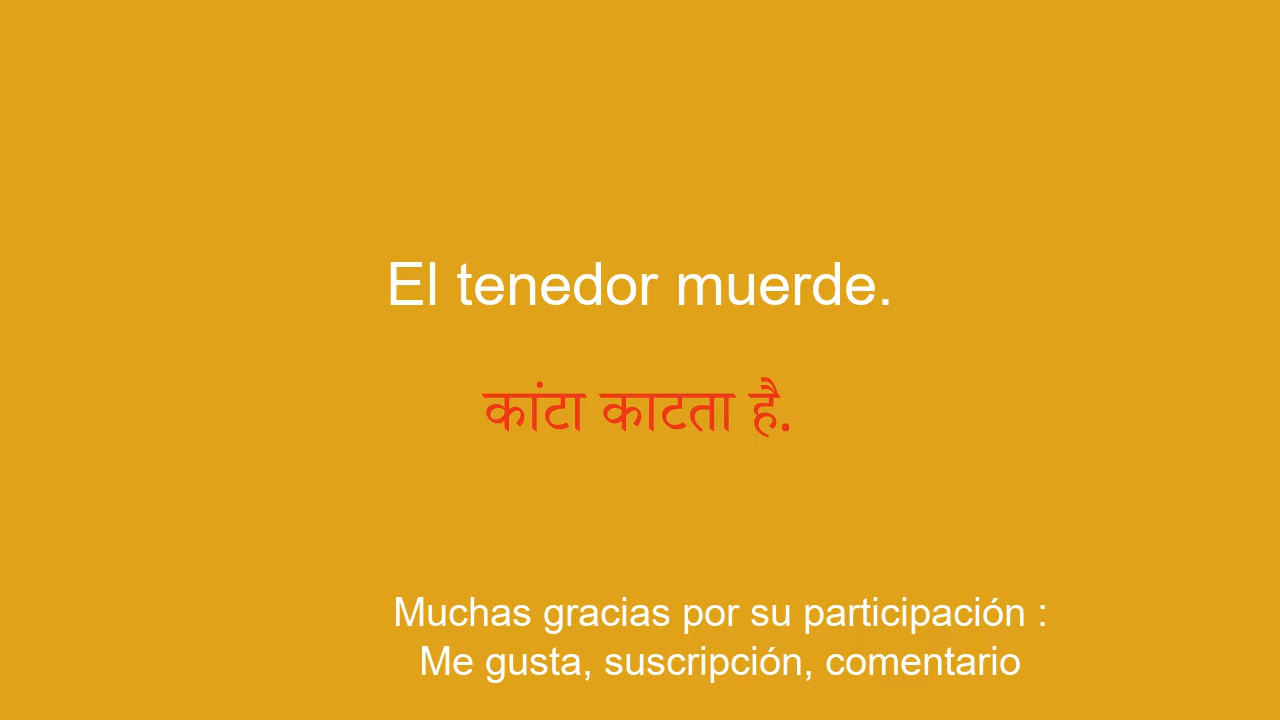 El tenedor muerde.
कांटा काटता है.
Muchas gracias por su participación :
Me gusta, suscripción, comentario